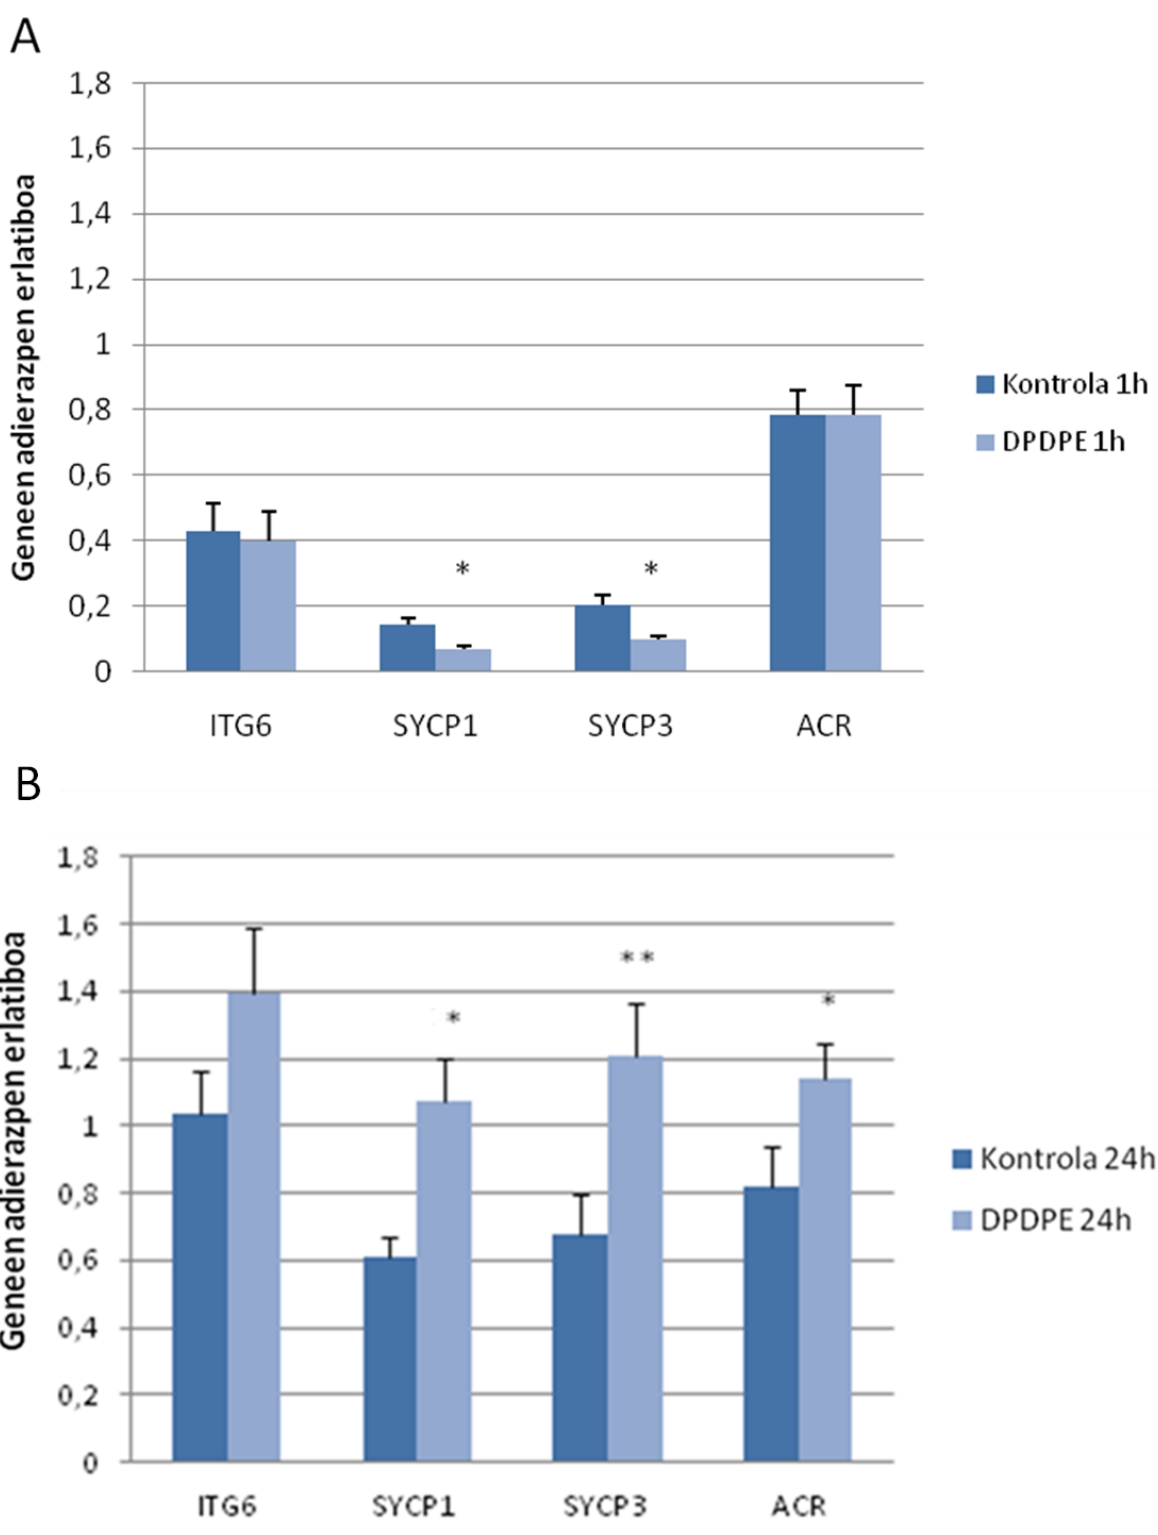 A
1,8
1,6
1,4
1,2
1
0,8
0,6
0,4
0,2
0
Geneen adierazpen erlatiboa
*
*
ITG6 SYCP1 SYCP3 ACR
Kontrola 1h
DPDPE 1h
B
1,8
1,6
1,4
1,2
1
0,8
0,6
0,4
0,2
0
Geneen adierazpen erlatiboa
*
**
*
ITG6 SYCP1 SYCP3 ACR
Kontrola 24h
DPDPE 24h